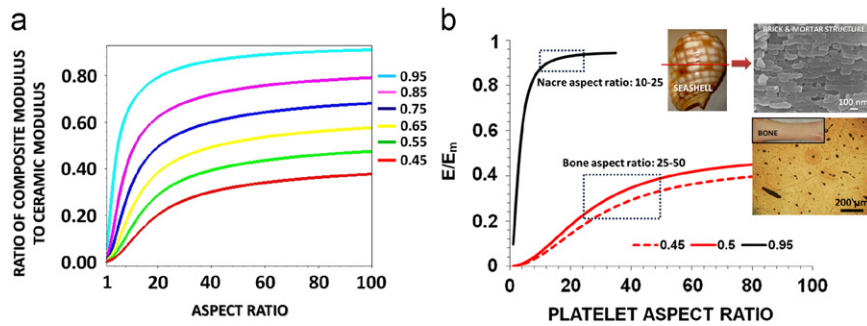 a
RATIO OF COMPOSITE MODULUS
TO CERAMIC MODULUS
0.80
0.60
0.40
0.20
0.00
1
20
40
60
80
100
ASPECT RATIO
0.95
0.85
0.75
0.65
0.55
0.45
b
E/Em
1
0.8
0.6
0.4
0.2
0
0
20
40
60
80
100
PLATELET ASPECT RATIO
Nacre aspect ratio: 10-25
Bone aspect ratio: 25-50
0.45
0.5
0.95
SEASHELL
BRICK & MORTAR STRUCTURE
100 nm
BONE
200 µm